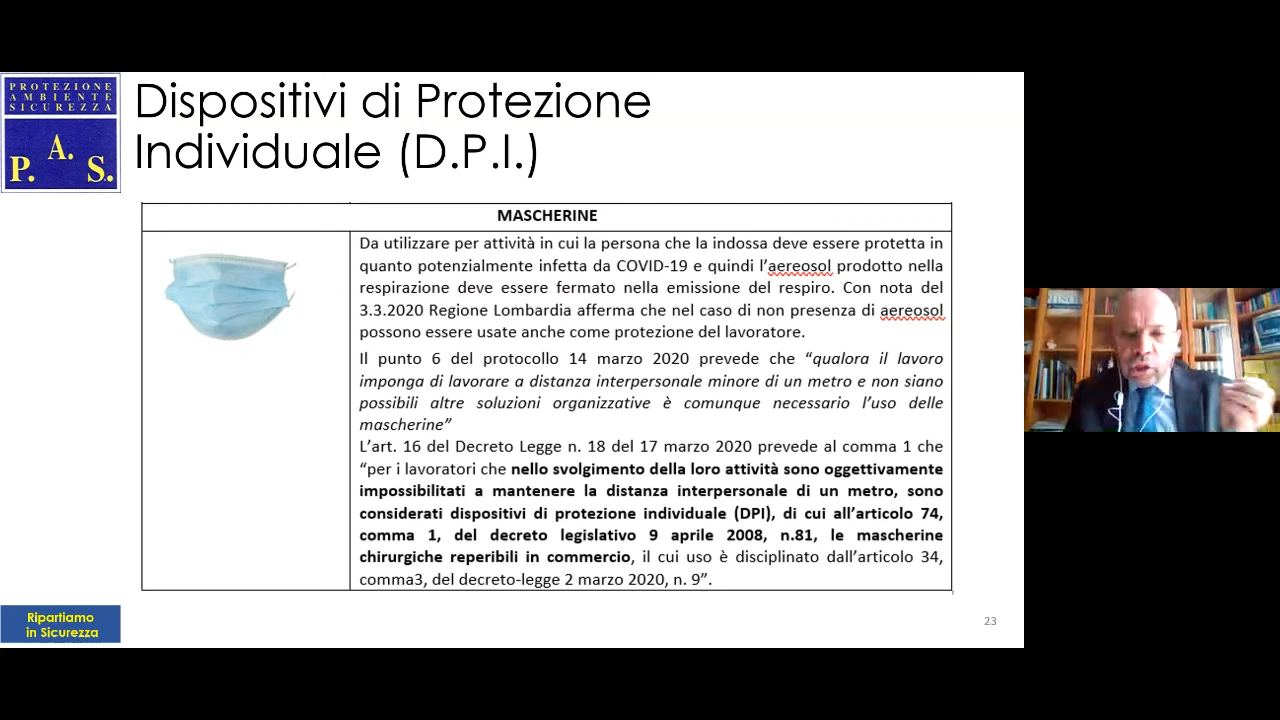 PROTEZIONE
AMBIENTE
SICUREZZA
P. A. S.
Dispositivi di Protezione
Individuale (D.P.I.)
MASCHERINE
Da utilizzare per attività in cui la persona che la indossa deve essere protetta in
quanto potenzialmente infetta da COVID-19 e quindi l’aereosol prodotto nella
respirazione deve essere fermato nella emissione del respiro. Con nota del
3.3.2020 Regione Lombardia afferma che nel caso di non presenza di aereosol
possono essere usate anche come protezione del lavoratore.
Il punto 6 del protocollo 14 marzo 2020 prevede che “qualora il lavoro
imponga di lavorare a distanza interpersonale minore di un metro e non siano
possibili altre soluzioni organizzative è comunque necessario l’uso delle
mascherine”
L’art. 16 del Decreto Legge n. 18 del 17 marzo 2020 prevede al comma 1 che
“per i lavoratori che nello svolgimento della loro attività sono oggettivamente
impossibilitati a mantenere la distanza interpersonale di un metro, sono
considerati dispositivi di protezione individuale (DPI), di cui all’articolo 74,
comma 1, del decreto legislativo 9 aprile 2008, n.81, le mascherine
chirurgiche reperibili in commercio, il cui uso è disciplinato dall’articolo 34,
comma3, del decreto-legge 2 marzo 2020, n. 9”.
Ripartiamo
in Sicurezza
23